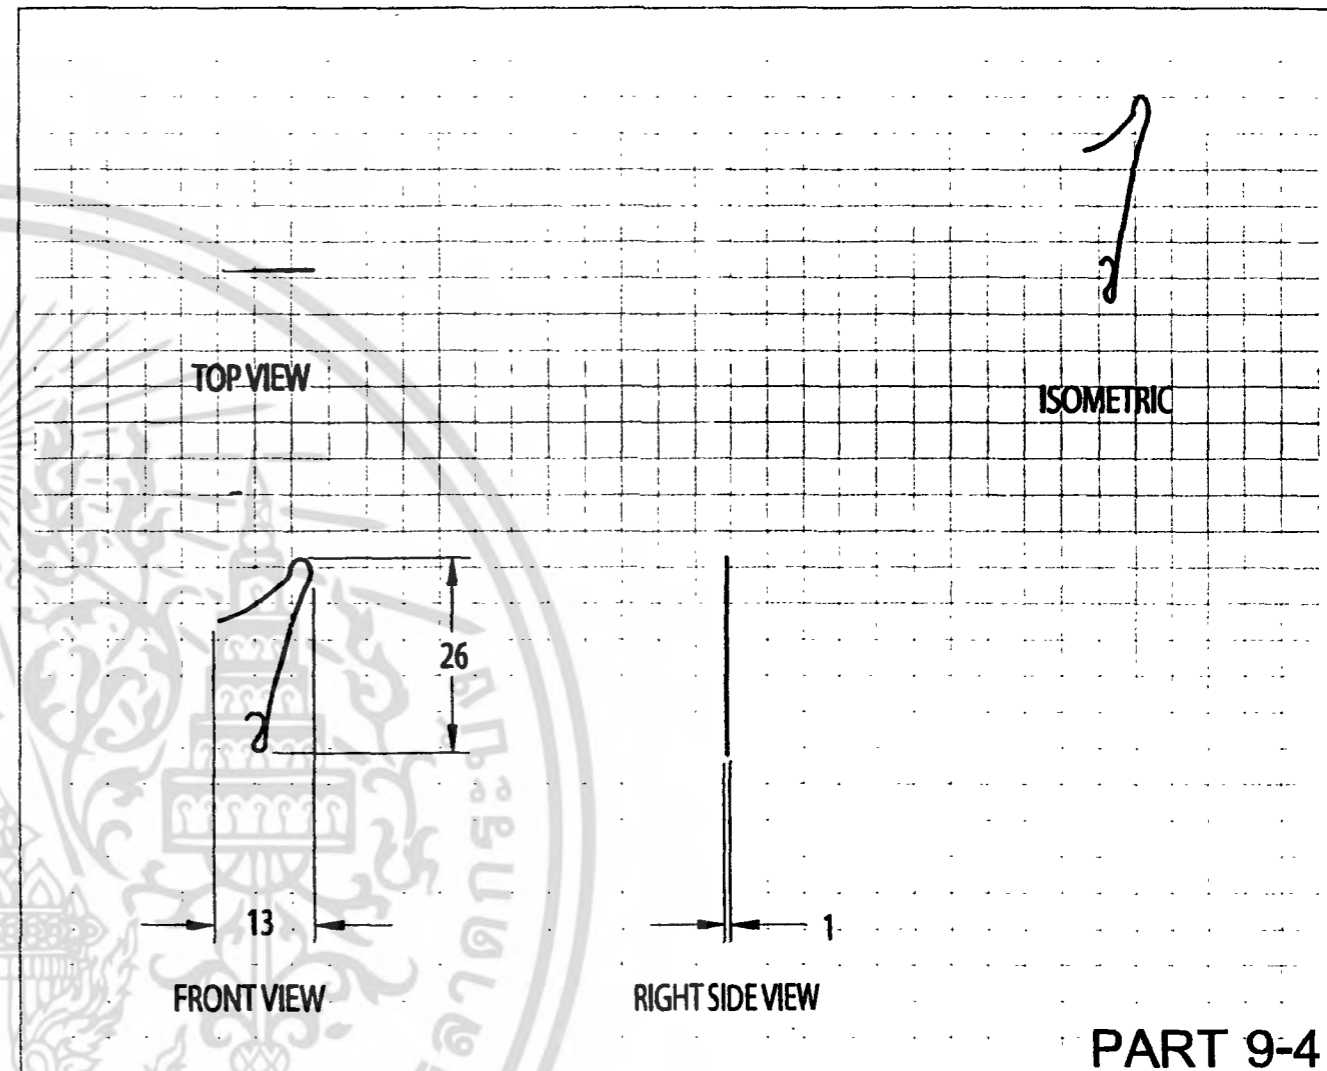 TOP VIEW
ISOMETRIC
26
13
1
FRONT VIEW
RIGHT SIDE VIEW
PART 9-4